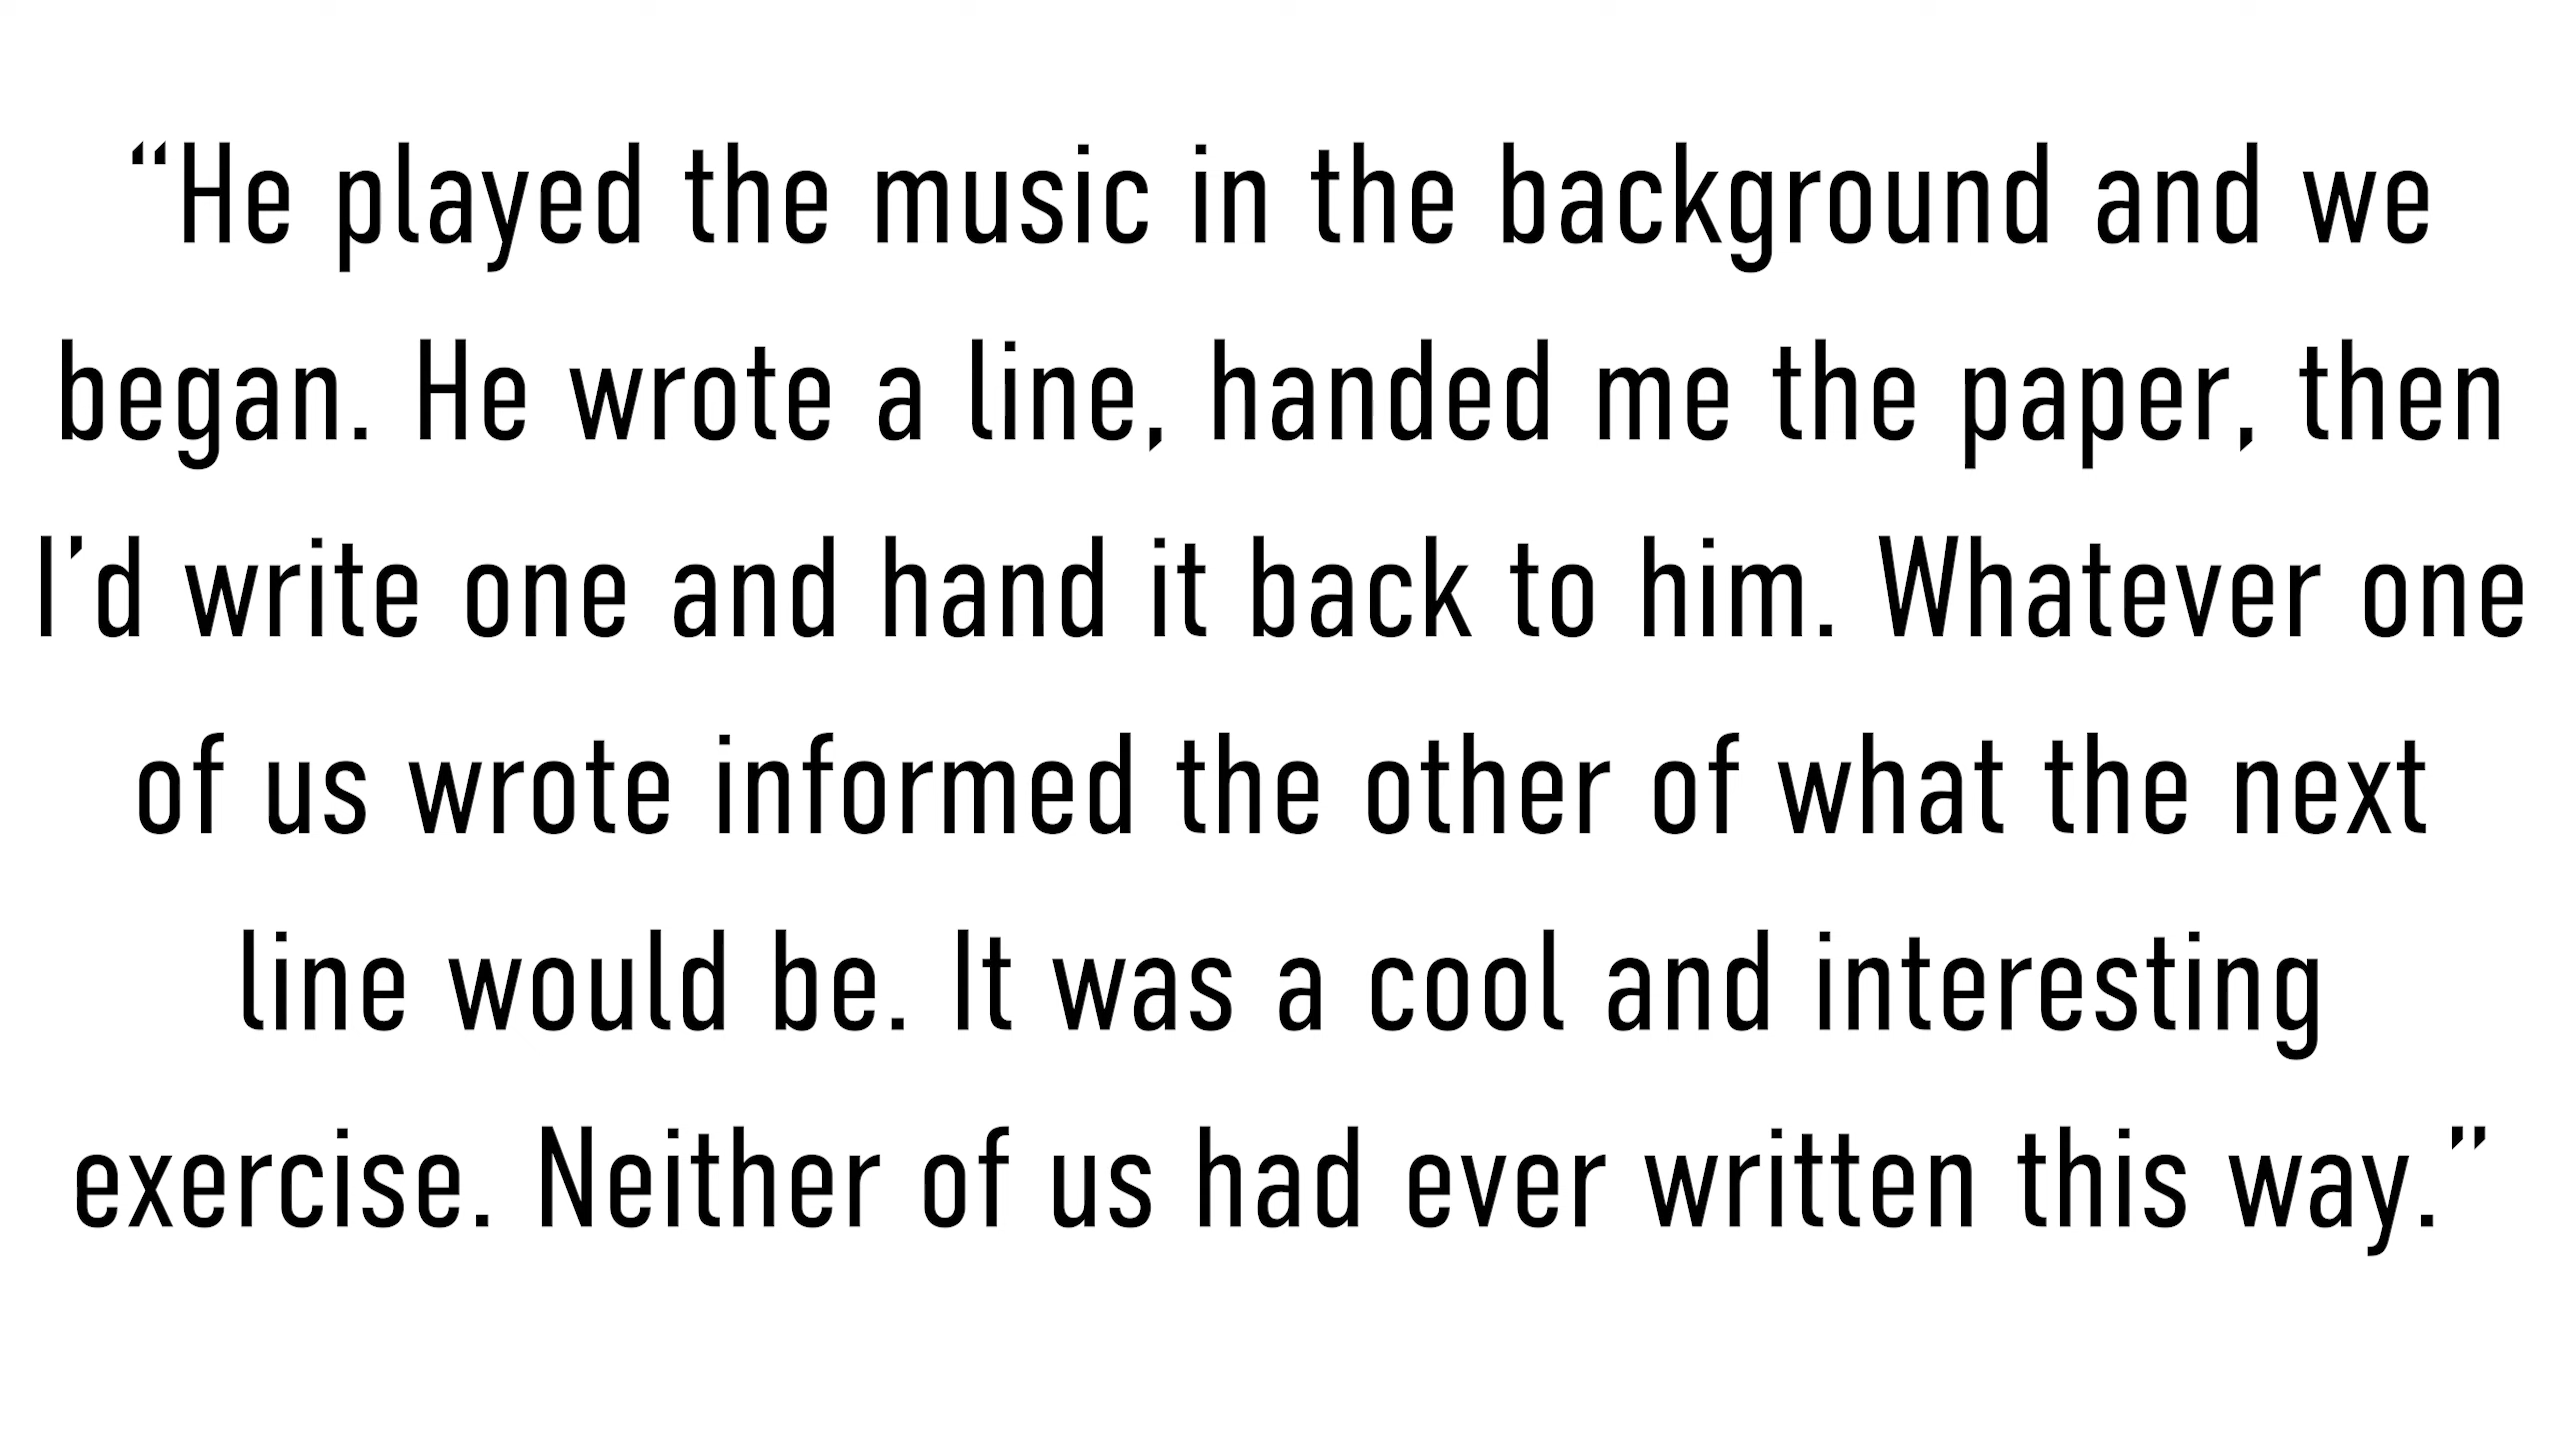 “He played the music in the background and we
began. He wrote a line, handed me the paper, then
I’d write one and hand it back to him. Whatever one
of us wrote informed the other of what the next
line would be. It was a cool and interesting
exercise. Neither of us had ever written this way.”